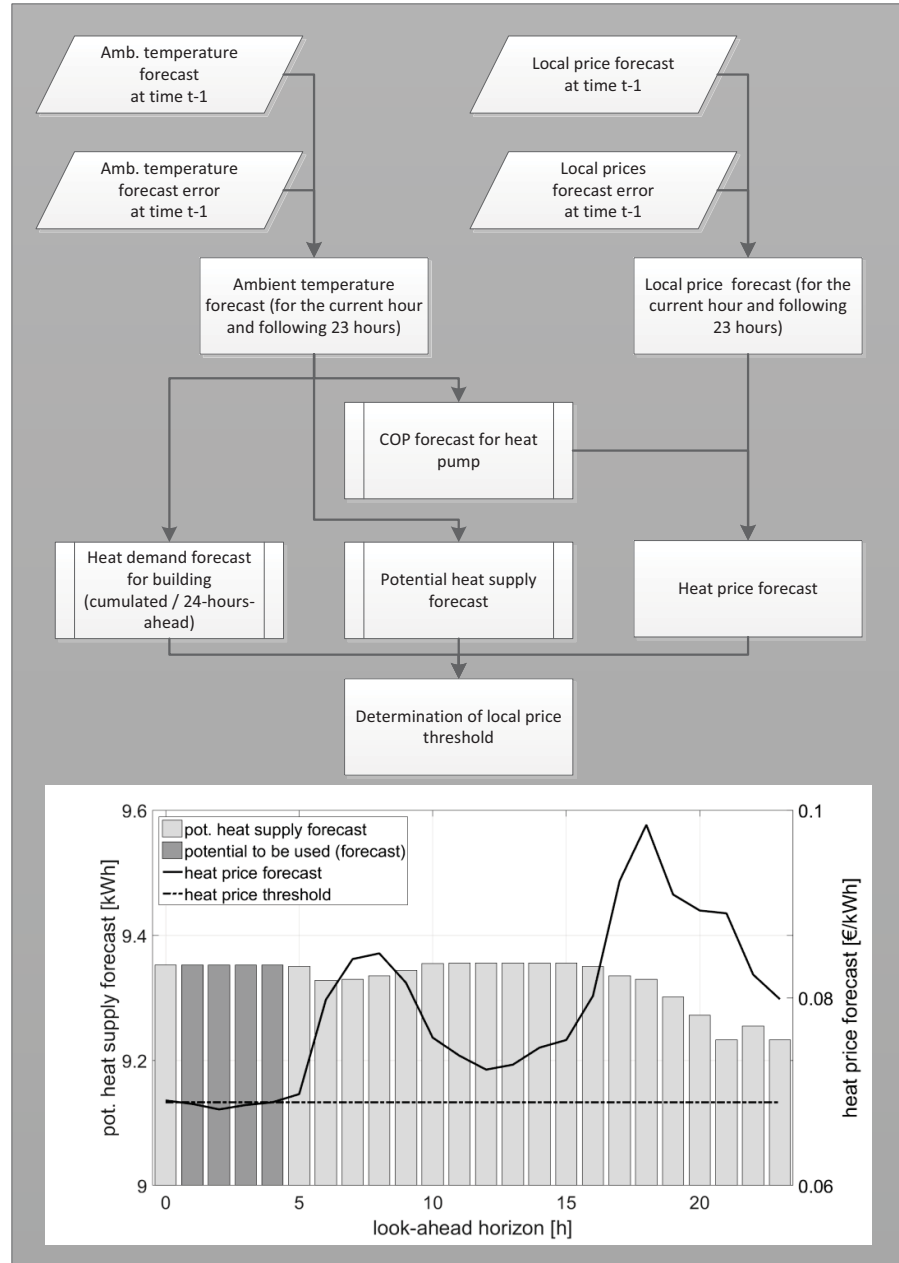 Amb. temperature
forecast
at time t-1
Local price forecast
at time t-1
Amb. temperature
forecast error
at time t-1
Local prices
forecast error
at time t-1
Ambient temperature
forecast (for the current hour
and following 23 hours)
Local price forecast (for the
current hour and following
23 hours)
COP forecast for heat
pump
Heat demand forecast
for building
(cumulated / 24-hours-
ahead)
Potential heat supply
forecast
Heat price forecast
Determination of local price
threshold
pot. heat supply forecast
potential to be used (forecast)
heat price forecast
heat price threshold
pot. heat supply forecast [kWh]
9.6
9.4
9.2
9
heat price forecast [€/kWh]
0.1
0.08
0.06
0 5 10 15 20
look-ahead horizon [h]